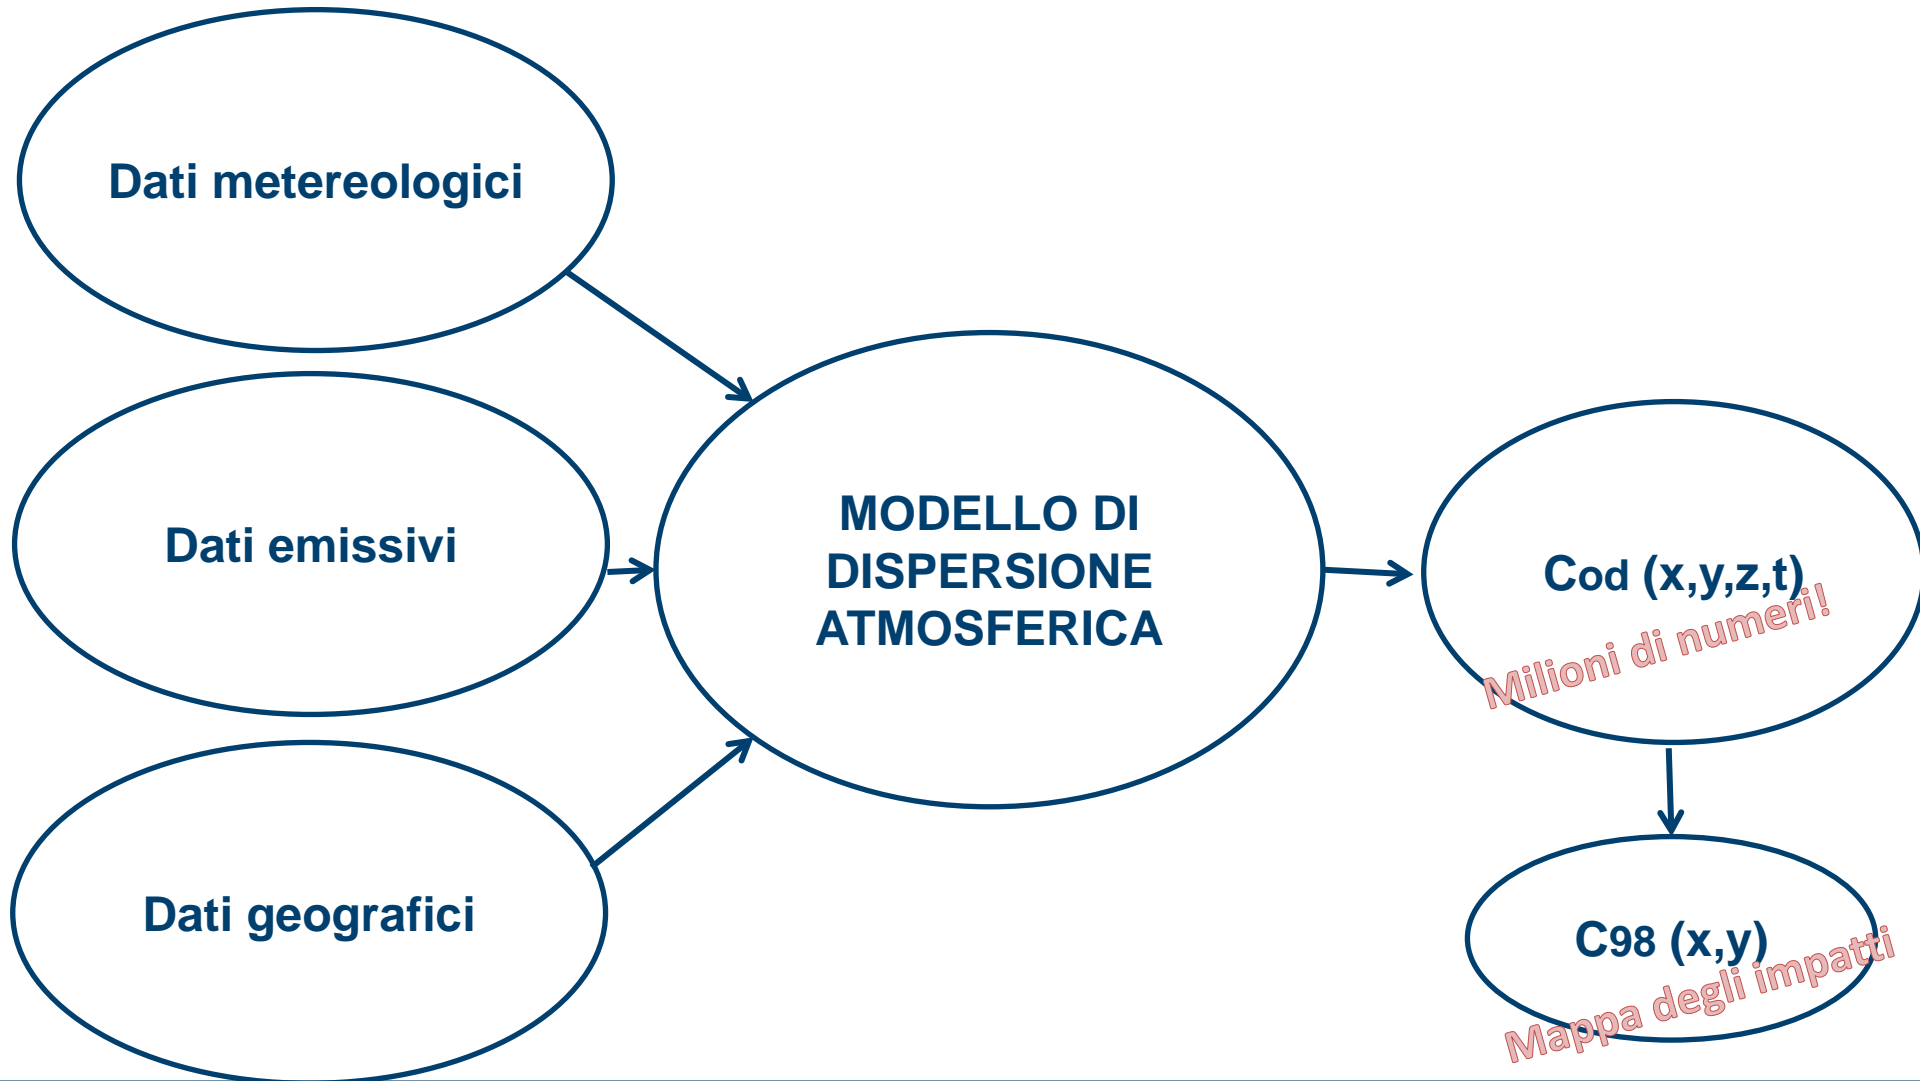 Dati metereologici
Dati emissivi
Dati geografici
MODELLO DI
DISPERSIONE
ATMOSFERICA
Cod (x,y,z,t)
Milioni di numeri!
C98 (x,y)
Mappa degli impatti